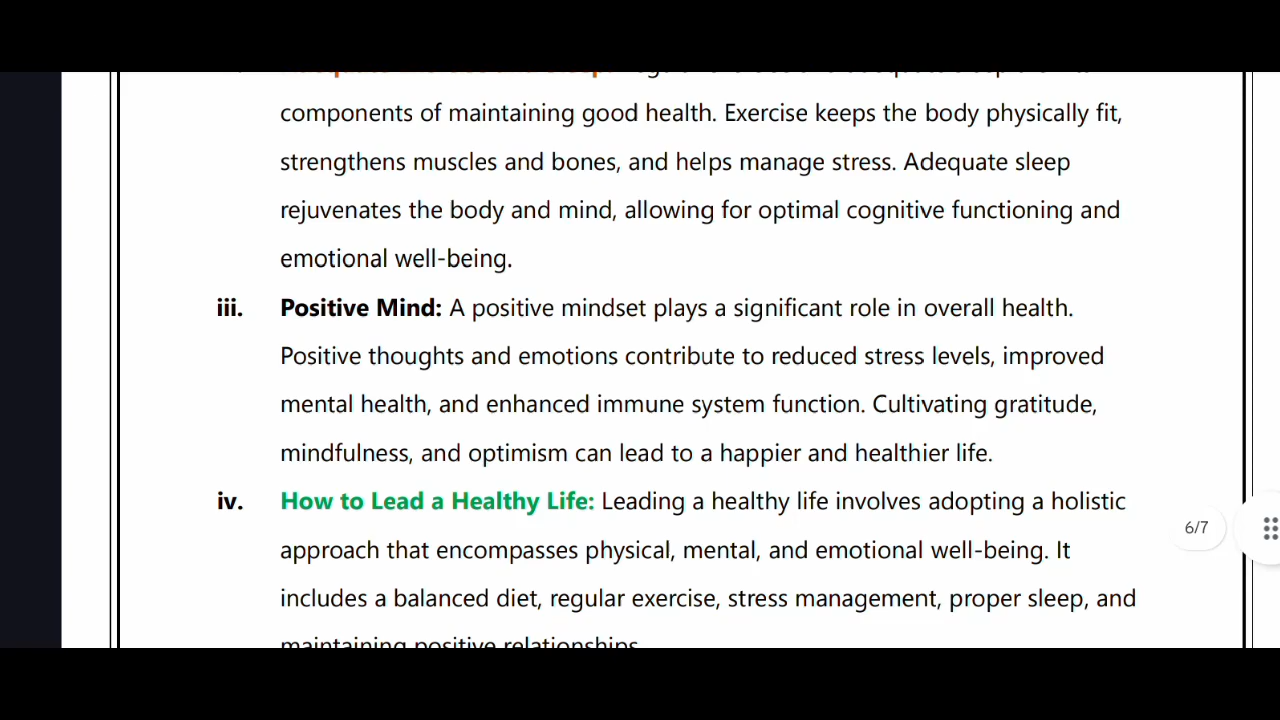 components of maintaining good health. Exercise keeps the body physically fit,
strengthens muscles and bones, and helps manage stress. Adequate sleep
rejuvenates the body and mind, allowing for optimal cognitive functioning and
emotional well-being.
iii. Positive Mind: A positive mindset plays a significant role in overall health.
Positive thoughts and emotions contribute to reduced stress levels, improved
mental health, and enhanced immune system function. Cultivating gratitude,
mindfulness, and optimism can lead to a happier and healthier life.
iv. How to Lead a Healthy Life: Leading a healthy life involves adopting a holistic
approach that encompasses physical, mental, and emotional well-being. It
6/7
includes a balanced diet, regular exercise, stress management, proper sleep, and
maintaining positive relationships.